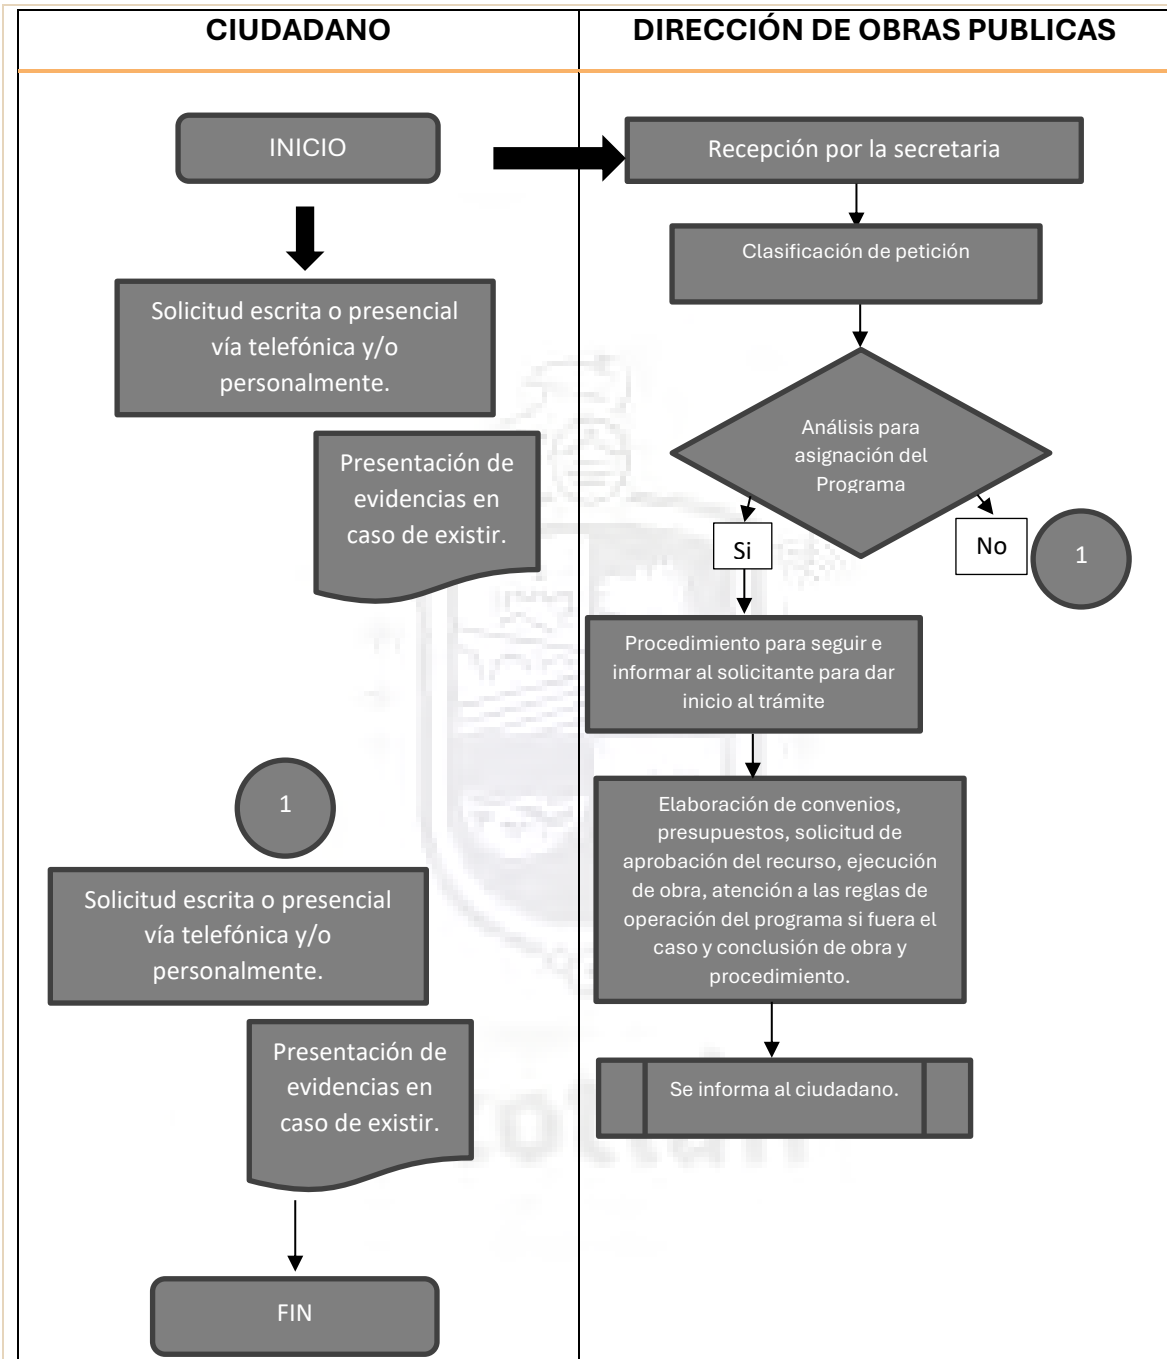 CIUDADANO
DIRECCIÓN DE OBRAS PUBLICAS
INICIO
Solicitud escrita o presencial
vía telefónica y/o
personalmente.
Presentación de
evidencias en
caso de existir.
1
Solicitud escrita o presencial
vía telefónica y/o
personalmente.
Presentación de
evidencias en
caso de existir.
FIN
Recepción por la secretaria
Clasificación de petición
Análisis para
asignación del
Programa
Si
No
1
Procedimiento para seguir e
informar al solicitante para dar
inicio al trámite
Elaboración de convenios,
presupuestos, solicitud de
aprobación del recurso, ejecución
de obra, atención a las reglas de
operación del programa si fuera el
caso y conclusión de obra y
procedimiento.
Se informa al ciudadano.